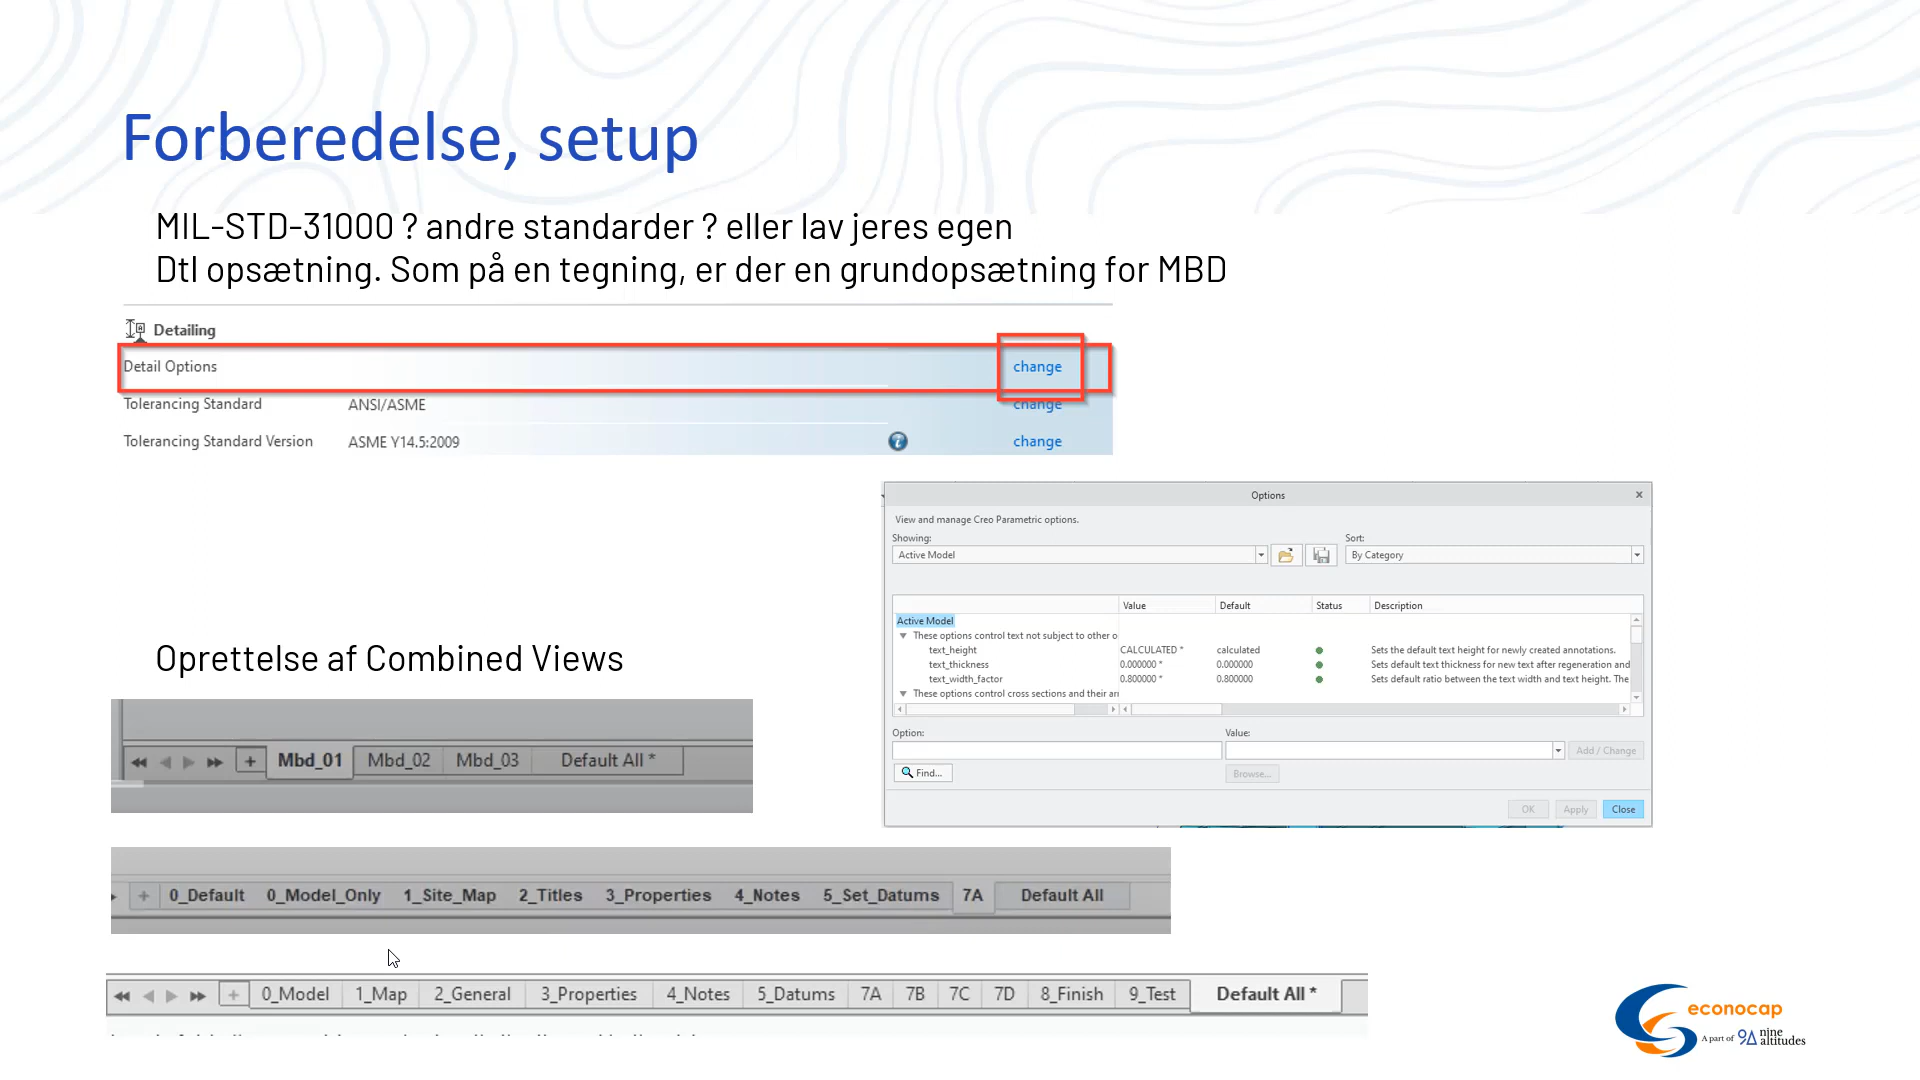 Forberedelse, setup
MIL-STD-31000 ? andre standarder ? eller lav jeres egen
Dtl opsætning. Som på en tegning, er der en grundopsætning for MBD
Detailing
Detail Options change
Tolerancing Standard ANSI/ASME change
Tolerancing Standard Version ASME Y14.5:2009 change
Options
View and manage Creo Parametric options.
Showing: Sort:
Active Model By Category
Value Default Status Description
Active Model
These options control text not subject to other o
text_height CALCULATED * calculated Sets the default text height for newly created annotations.
text_thickness 0.000000 * 0.000000 Sets default text thickness for new text after regeneration and
text_width_factor 0.800000 * 0.800000 Sets default ratio between the text width and text height. The
These options control cross sections and their an
Option: Value:
Add / Change
Find... Browse...
OK Apply Close
Oprettelse af Combined Views
Mbd_01 Mbd_02 Mbd_03 Default All *
0_Default 0_Model_Only 1_Site_Map 2_Titles 3_Properties 4_Notes 5_Set_Datums 7A Default All
0_Model 1_Map 2_General 3_Properties 4_Notes 5_Datums 7A 7B 7C 7D 8_Finish 9_Test Default All *
econocap
A part of 9A nine altitudes